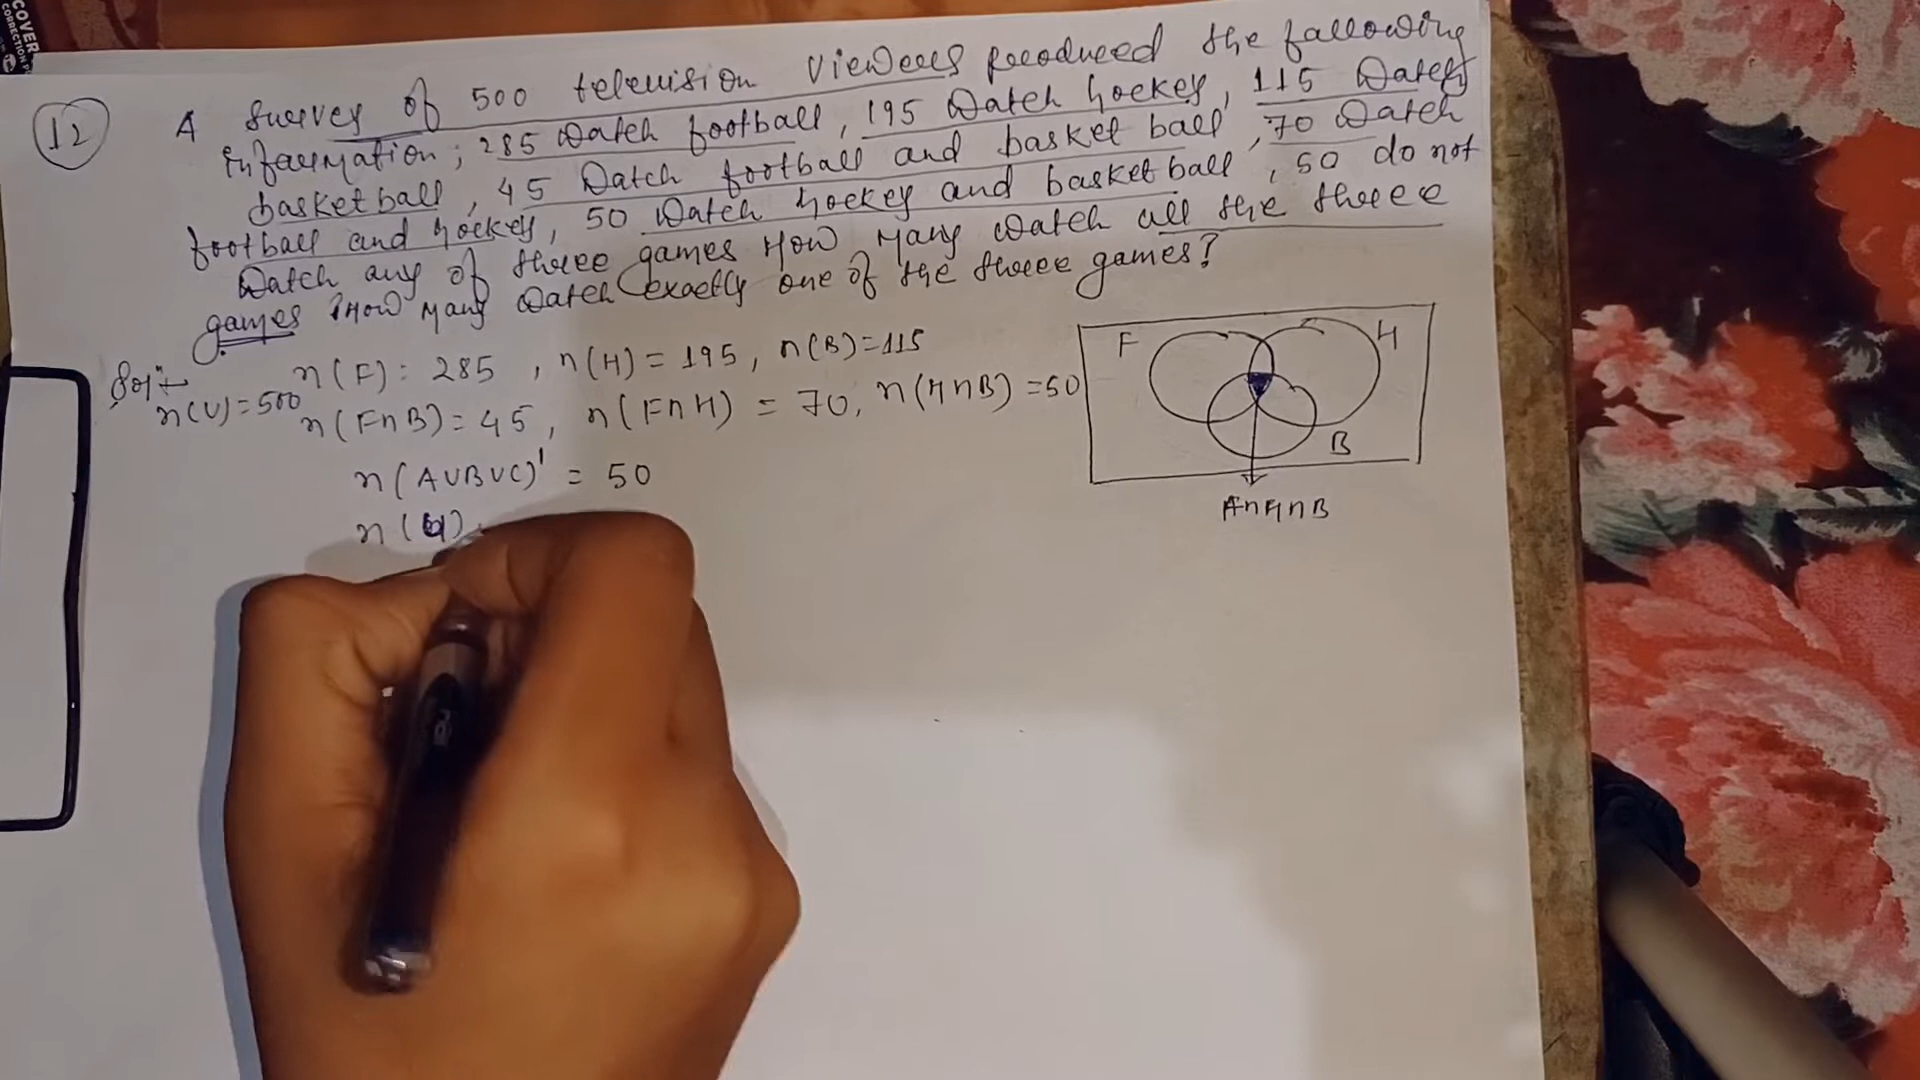 COVER
CORRECTION P
12
A Survey of 500 television viewers produced the following
information; 285 watch football, 195 watch hockey, 115 watch
basket ball, 45 watch football and basket ball, 70 watch
football and hockey, 50 watch hockey and basket ball, 50 do not
watch any of three games How many watch all the three
games ? How many watch exactly one of the three games?
Sol:-
n(U)=500 n(F): 285 , n(H) = 195, n(B)=115
n(F∩B)=45, n(F∩H) = 70, n(H∩B) =50
n(AUBUC)' = 50
F H
B
A∩H∩B